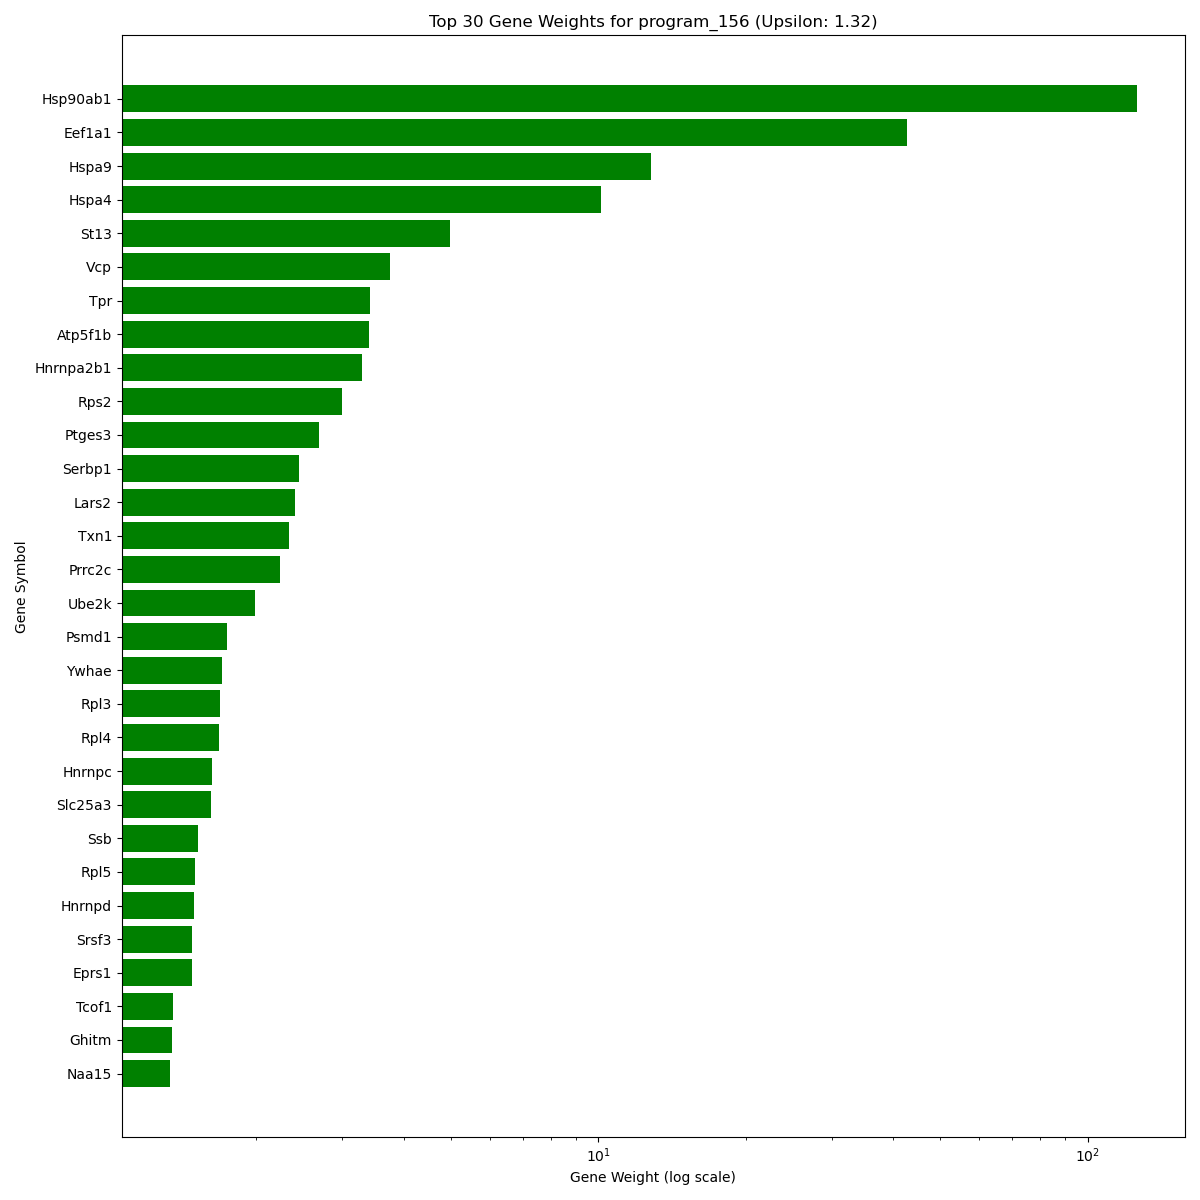 Top 30 Gene Weights for program_156 (Upsilon: 1.32)
Hsp90ab1
Eef1a1
Hspa9
Hspa4
St13
Vcp
Tpr
Atp5f1b
Hnrnpa2b1
Rps2
Ptges3
Serbp1
Lars2
Txn1
Prrc2c
Ube2k
Psmd1
Ywhae
Rpl3
Rpl4
Hnrnpc
Slc25a3
Ssb
Rpl5
Hnrnpd
Srsf3
Eprs1
Tcof1
Ghitm
Naa15
Gene Symbol
10¹ 10²
Gene Weight (log scale)